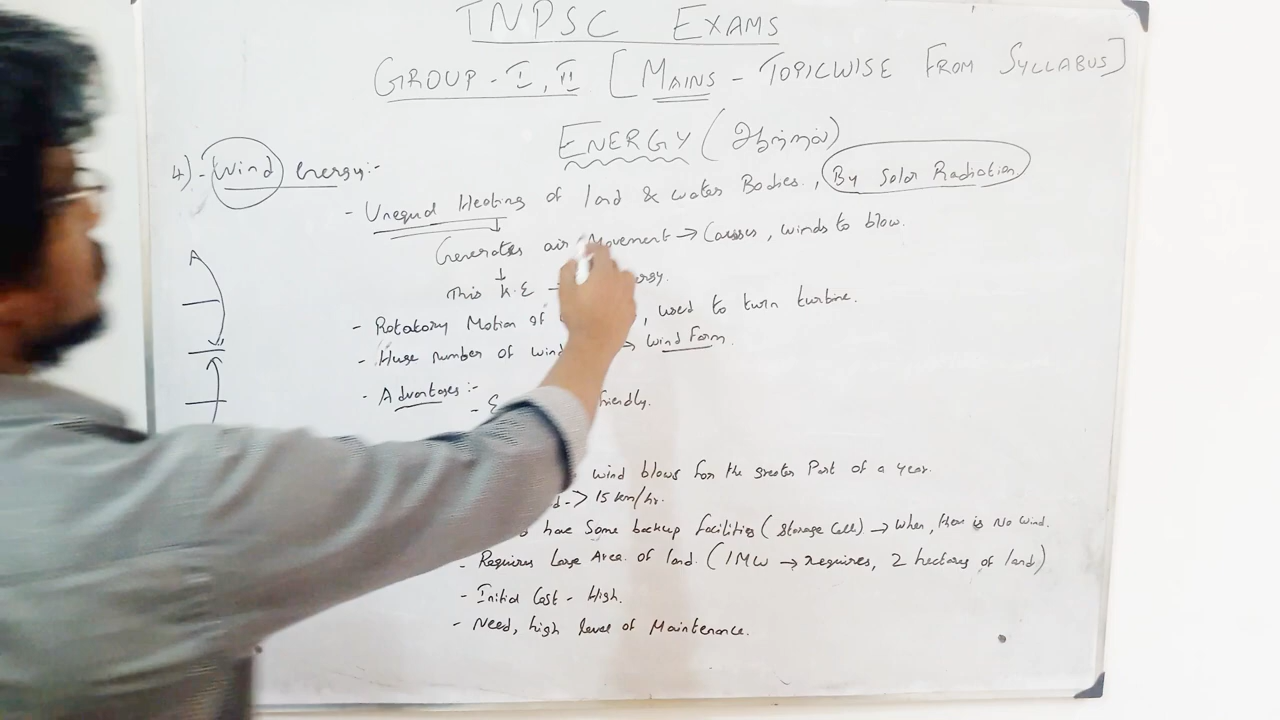 TNPSC EXAMS
GROUP - I, II [MAINS - TOPICWISE FROM SYLLABUS]
ENERGY (ஆற்றல்)
4) - Wind Energy :-
- Unequal Heating of land & water Bodies, By Solar Radiation
Generates air Movement → Causes, winds to blow.
This K.E →
- Rotatory Motion of , used to turn turbine.
- Huge number of wind → Wind Farm.
- Advantages :-
wind blows for the greater Part of a year.
> 15 km/hr.
have Some backup facilities (Storage Cell) → When, there is No wind.
- Requires Large Area of land. (1MW → requires, 2 hectares of land)
- Initial Cost - High.
- Need, high level of Maintenance.